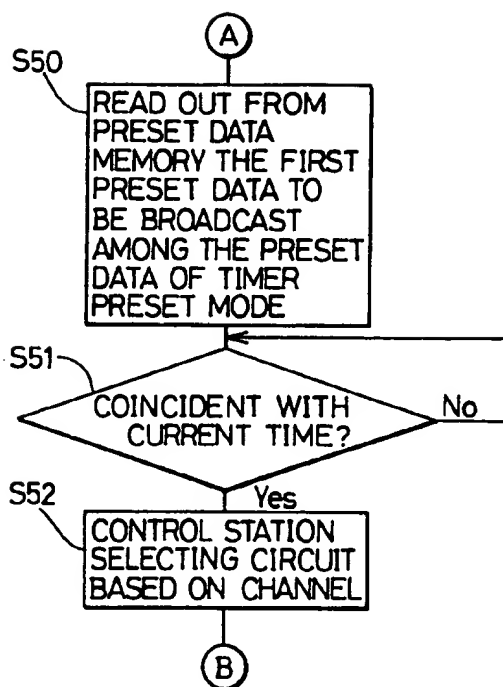 A
S50
READ OUT FROM
PRESET DATA
MEMORY THE FIRST
PRESET DATA TO
BE BROADCAST
AMONG THE PRESET
DATA OF TIMER
PRESET MODE
S51
COINCIDENT WITH
CURRENT TIME?
No
Yes
S52
CONTROL STATION
SELECTING CIRCUIT
BASED ON CHANNEL
B